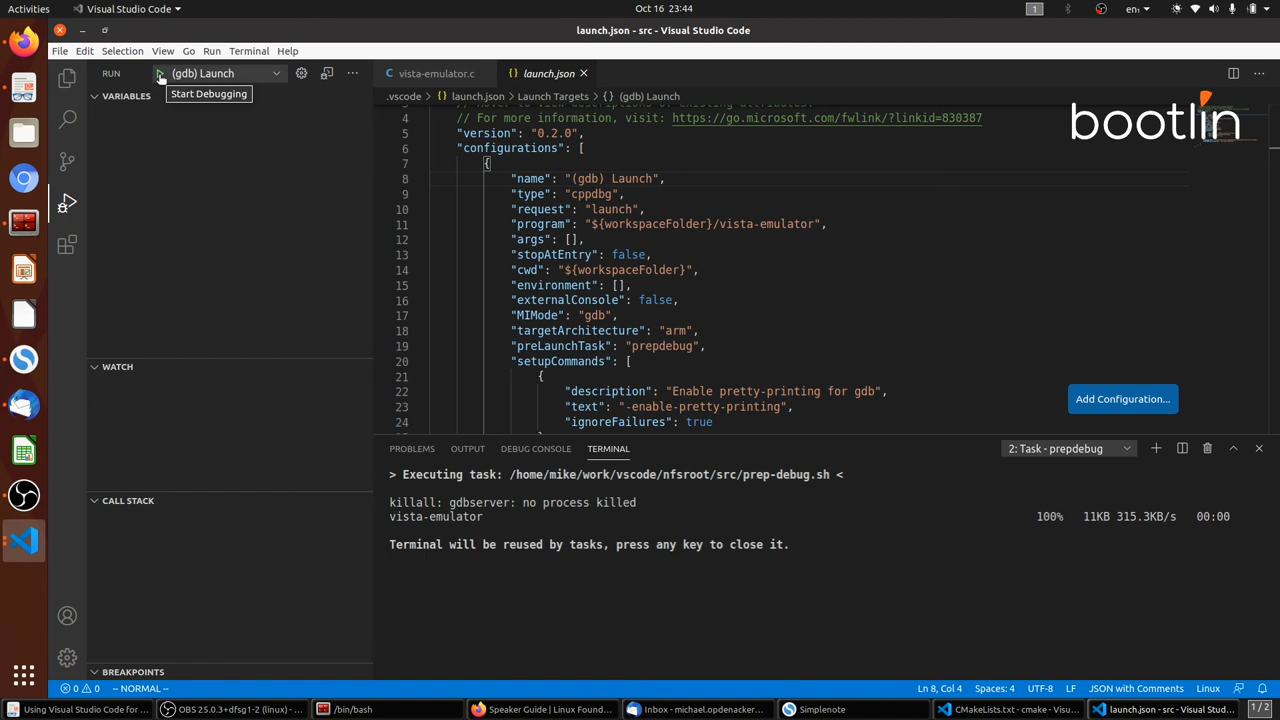 Activities
Visual Studio Code
Oct 16 23:44
1
en
launch.json - src - Visual Studio Code
File Edit Selection View Go Run Terminal Help
RUN
(gdb) Launch
Start Debugging
vista-emulator.c
launch.json
.vscode
launch.json
Launch Targets
{} (gdb) Launch
VARIABLES
bootlin
4 // For more information, visit: https://go.microsoft.com/fwlink/?linkid=830387
5 "version": "0.2.0",
6 "configurations": [
7 {
8 "name": "(gdb) Launch",
9 "type": "cppdbg",
10 "request": "launch",
11 "program": "${workspaceFolder}/vista-emulator",
12 "args": [],
13 "stopAtEntry": false,
14 "cwd": "${workspaceFolder}",
15 "environment": [],
16 "externalConsole": false,
17 "MIMode": "gdb",
18 "targetArchitecture": "arm",
19 "preLaunchTask": "prepdebug",
20 "setupCommands": [
21 {
22 "description": "Enable pretty-printing for gdb",
23 "text": "-enable-pretty-printing",
24 "ignoreFailures": true
Add Configuration...
WATCH
CALL STACK
BREAKPOINTS
PROBLEMS OUTPUT DEBUG CONSOLE TERMINAL
2: Task - prepdebug
> Executing task: /home/mike/work/vscode/nfsroot/src/prep-debug.sh <
killall: gdbserver: no process killed
vista-emulator 100% 11KB 315.3KB/s 00:00
Terminal will be reused by tasks, press any key to close it.
0 0 -- NORMAL --
Ln 8, Col 4 Spaces: 4 UTF-8 LF JSON with Comments Linux
Using Visual Studio Code for ...
OBS 25.0.3+dfsg1-2 (linux) - ...
/bin/bash
Speaker Guide | Linux Found...
Inbox - michael.opdenacker...
Simplenote
CMakeLists.txt - cmake - Visu...
launch.json - src - Visual Stud...
1 / 2